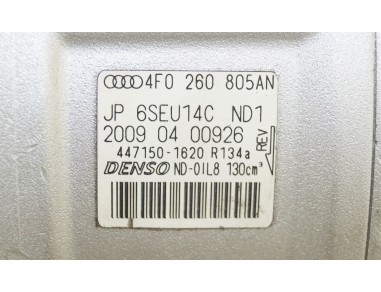 4F0 260 805AN
JP 6SEU14C ND1
2009 04 00926
REV
447150-1620 R134a
DENSO ND-OIL8 130cm³